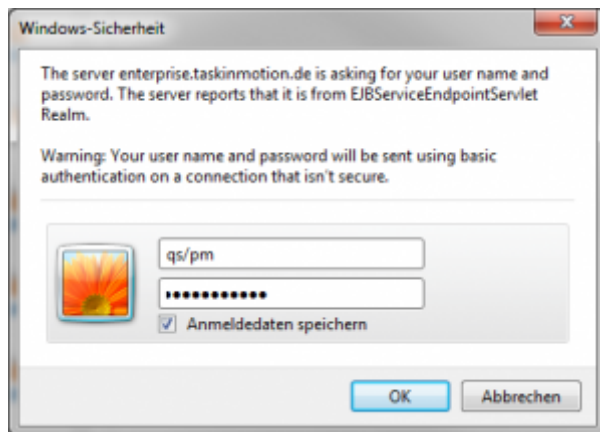 Windows-Sicherheit
The server enterprise.taskinmotion.de is asking for your user name and
password. The server reports that it is from EJBServiceEndpointServlet
Realm.
Warning: Your user name and password will be sent using basic
authentication on a connection that isn't secure.
qs/pm
Anmeldedaten speichern
OK
Abbrechen